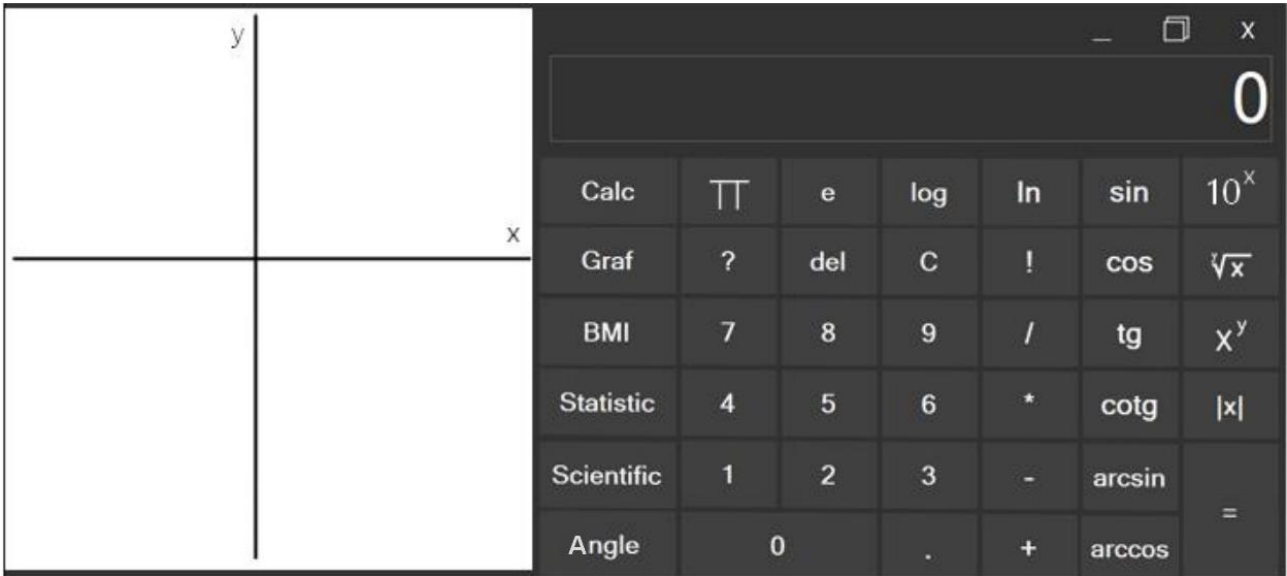 y
x
_ X
0
Calc π e log ln sin 10ˣ
Graf ? del C ! cos ʸ√x
BMI 7 8 9 / tg xʸ
Statistic 4 5 6 * cotg |x|
Scientific 1 2 3 - arcsin =
Angle 0 . + arccos